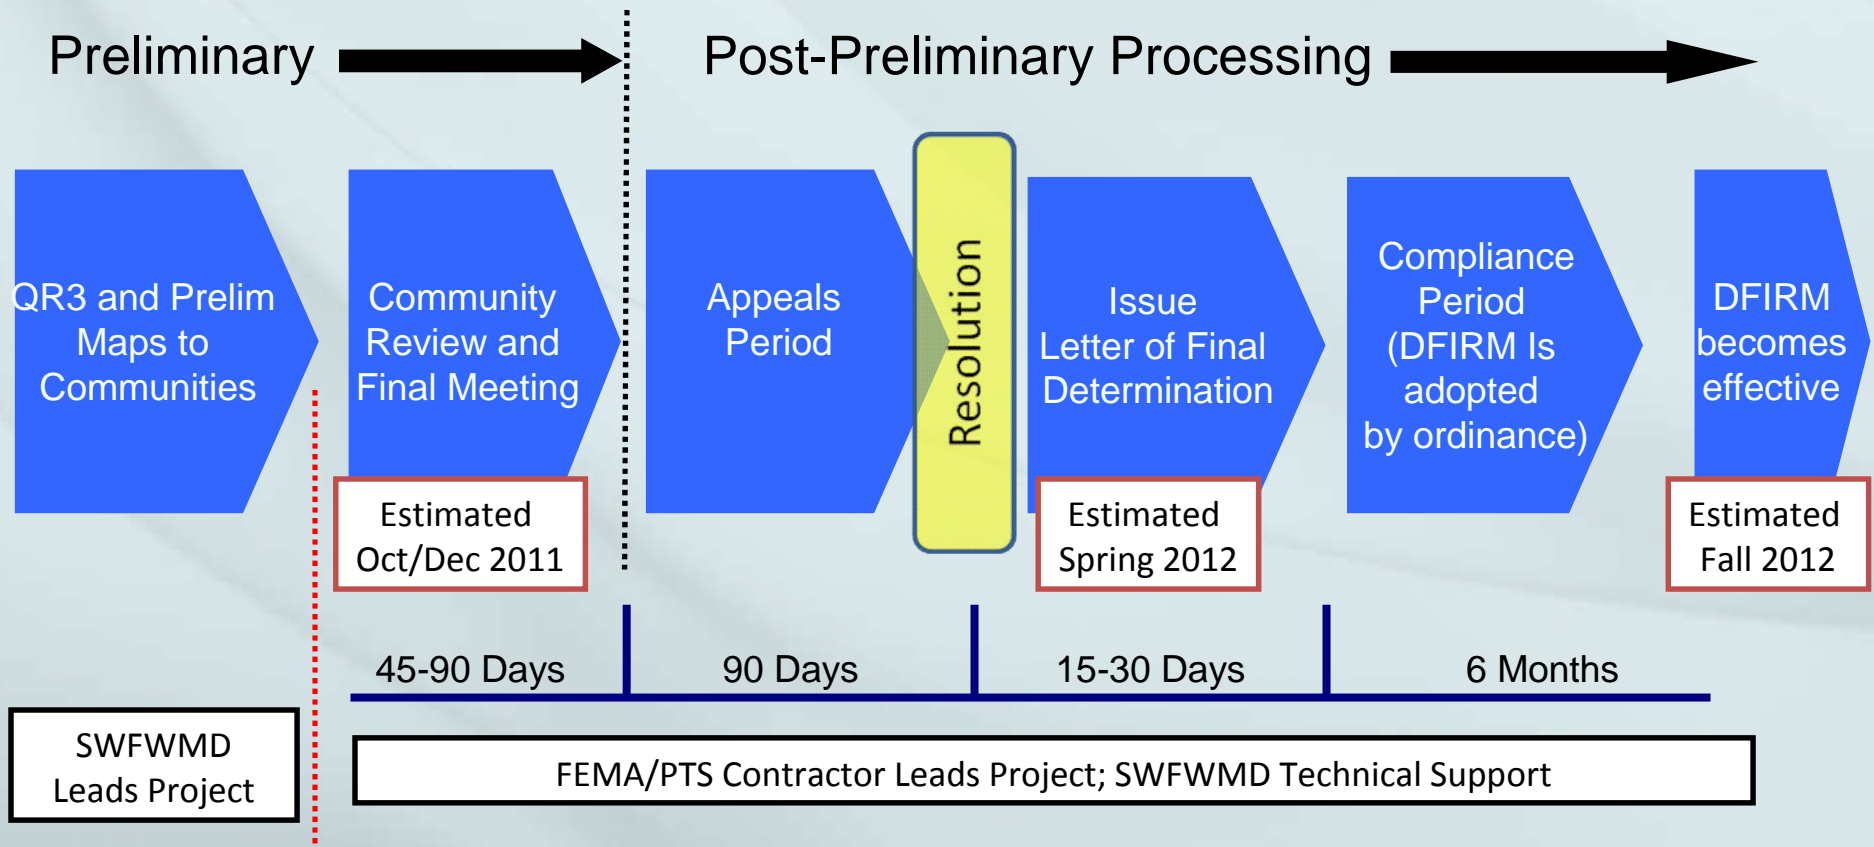 Preliminary
Post-Preliminary Processing
QR3 and Prelim
Maps to
Communities
Community
Review and
Final Meeting
Appeals
Period
Resolution
Issue
Letter of Final
Determination
Compliance
Period
(DFIRM Is
adopted
by ordinance)
DFIRM
becomes
effective
Estimated
Oct/Dec 2011
Estimated
Spring 2012
Estimated
Fall 2012
45-90 Days
90 Days
15-30 Days
6 Months
SWFWMD
Leads Project
FEMA/PTS Contractor Leads Project; SWFWMD Technical Support